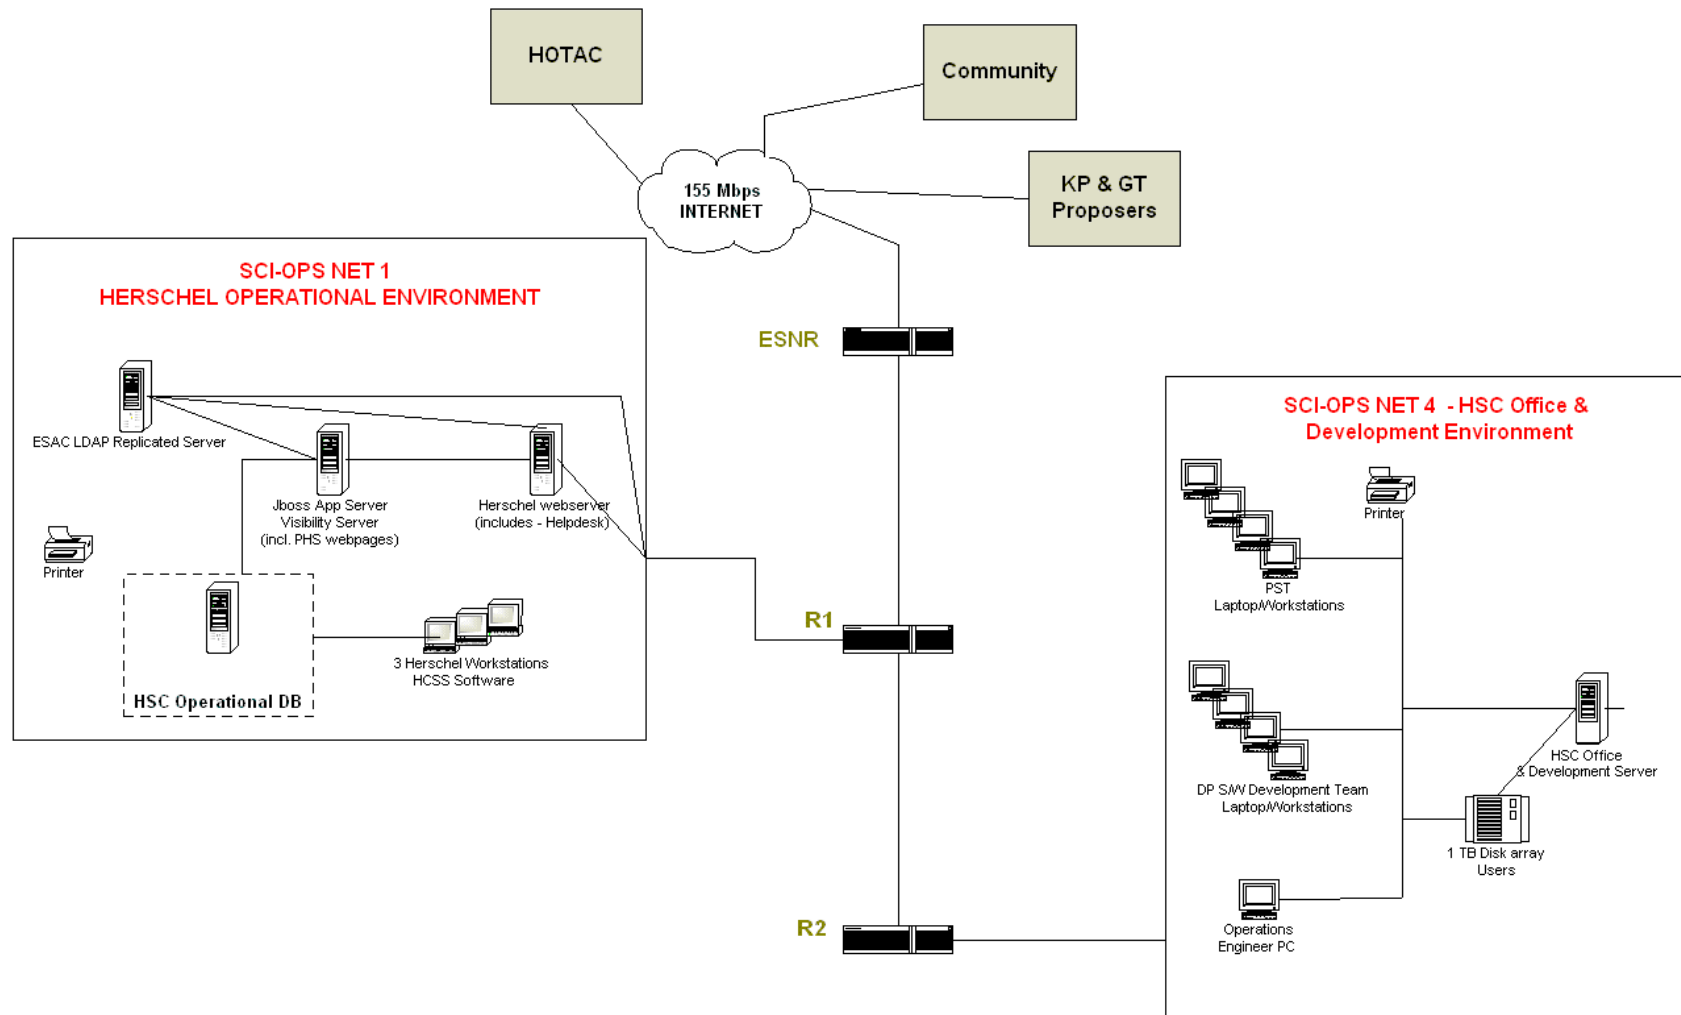 HOTAC
Community
KP & GT
Proposers
155 Mbps
INTERNET
SCI-OPS NET 1
HERSCHEL OPERATIONAL ENVIRONMENT
ESNR
ESAC LDAP Replicated Server
Jboss App Server
Visibility Server
(incl. PHS webpages)
Herschel webserver
(includes - Helpdesk)
Printer
3 Herschel Workstations
HCSS Software
HSC Operational DB
R1
R2
SCI-OPS NET 4 - HSC Office &
Development Environment
Printer
PST
Laptop/Workstations
DP S/W Development Team
Laptop/Workstations
HSC Office
& Development Server
1 TB Disk array
Users
Operations
Engineer PC